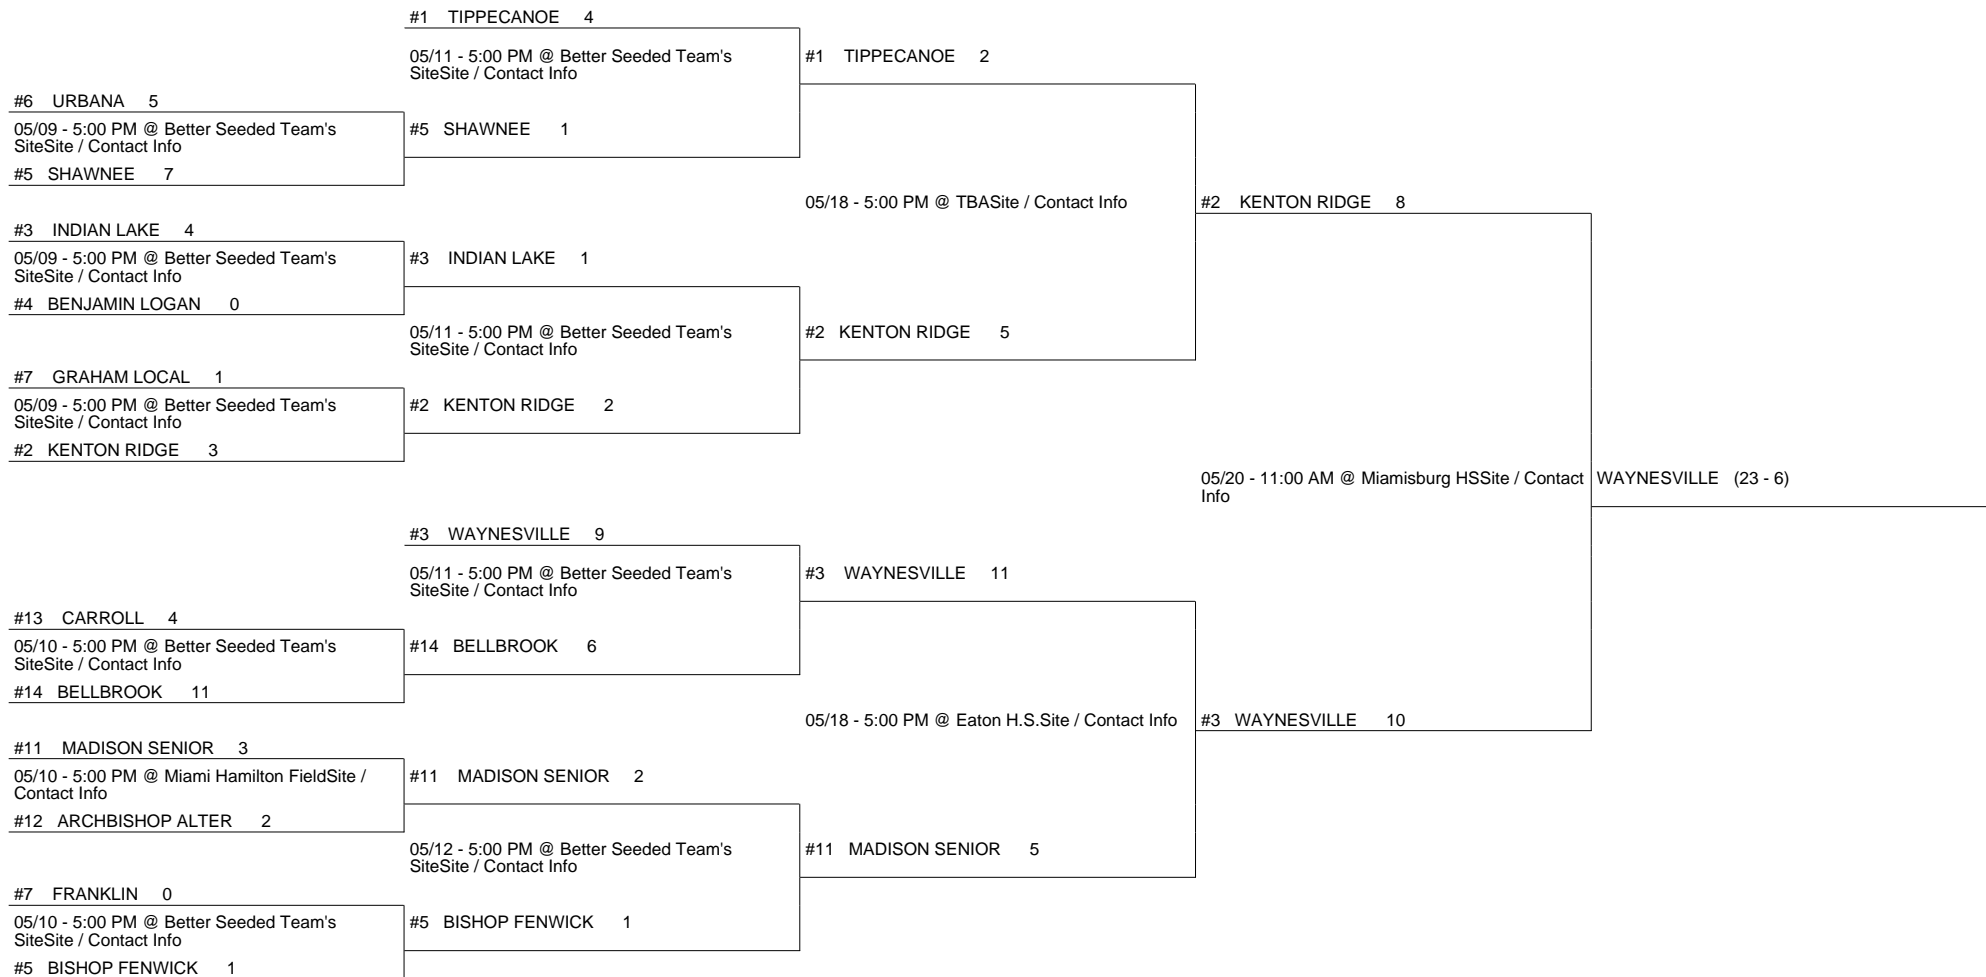 #1 TIPPECANOE 4
05/11 - 5:00 PM @ Better Seeded Team's
SiteSite / Contact Info
#1 TIPPECANOE 2
#6 URBANA 5
05/09 - 5:00 PM @ Better Seeded Team's
SiteSite / Contact Info
#5 SHAWNEE 1
#5 SHAWNEE 7
05/18 - 5:00 PM @ TBASite / Contact Info
#2 KENTON RIDGE 8
#3 INDIAN LAKE 4
05/09 - 5:00 PM @ Better Seeded Team's
SiteSite / Contact Info
#3 INDIAN LAKE 1
#4 BENJAMIN LOGAN 0
05/11 - 5:00 PM @ Better Seeded Team's
SiteSite / Contact Info
#2 KENTON RIDGE 5
#7 GRAHAM LOCAL 1
05/09 - 5:00 PM @ Better Seeded Team's
SiteSite / Contact Info
#2 KENTON RIDGE 2
#2 KENTON RIDGE 3
05/20 - 11:00 AM @ Miamisburg HSSite / Contact
Info
WAYNESVILLE (23 - 6)
#3 WAYNESVILLE 9
05/11 - 5:00 PM @ Better Seeded Team's
SiteSite / Contact Info
#3 WAYNESVILLE 11
#13 CARROLL 4
05/10 - 5:00 PM @ Better Seeded Team's
SiteSite / Contact Info
#14 BELLBROOK 6
#14 BELLBROOK 11
05/18 - 5:00 PM @ Eaton H.S.Site / Contact Info
#3 WAYNESVILLE 10
#11 MADISON SENIOR 3
05/10 - 5:00 PM @ Miami Hamilton FieldSite /
Contact Info
#11 MADISON SENIOR 2
#12 ARCHBISHOP ALTER 2
05/12 - 5:00 PM @ Better Seeded Team's
SiteSite / Contact Info
#11 MADISON SENIOR 5
#7 FRANKLIN 0
05/10 - 5:00 PM @ Better Seeded Team's
SiteSite / Contact Info
#5 BISHOP FENWICK 1
#5 BISHOP FENWICK 1